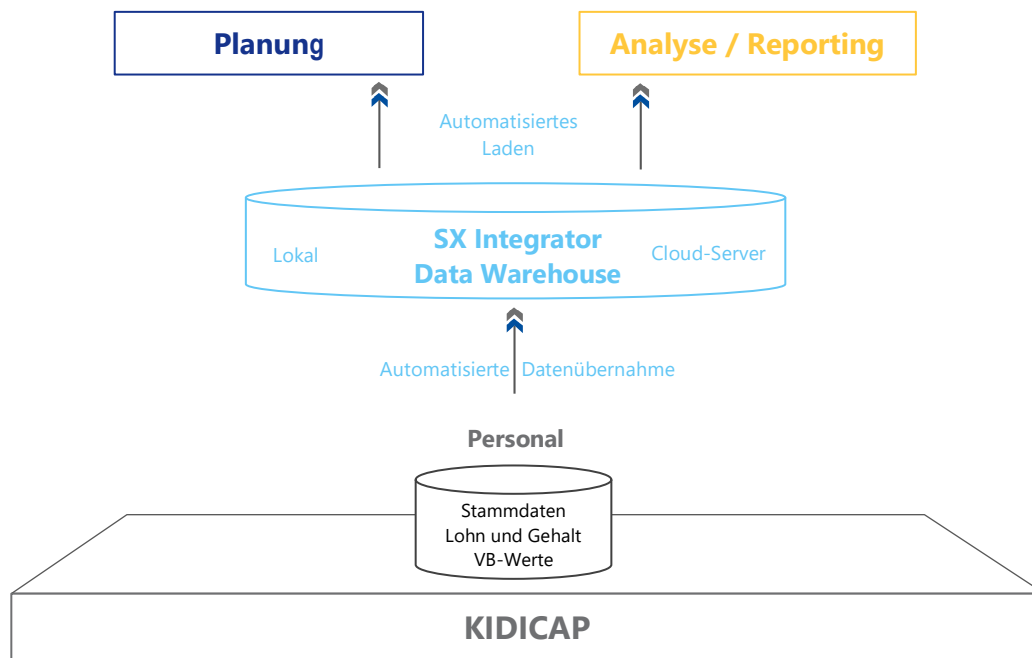 Planung
Analyse / Reporting
Automatisiertes
Laden
SX Integrator
Data Warehouse
Lokal
Cloud-Server
Automatisierte Datenübernahme
Personal
Stammdaten
Lohn und Gehalt
VB-Werte
KIDICAP